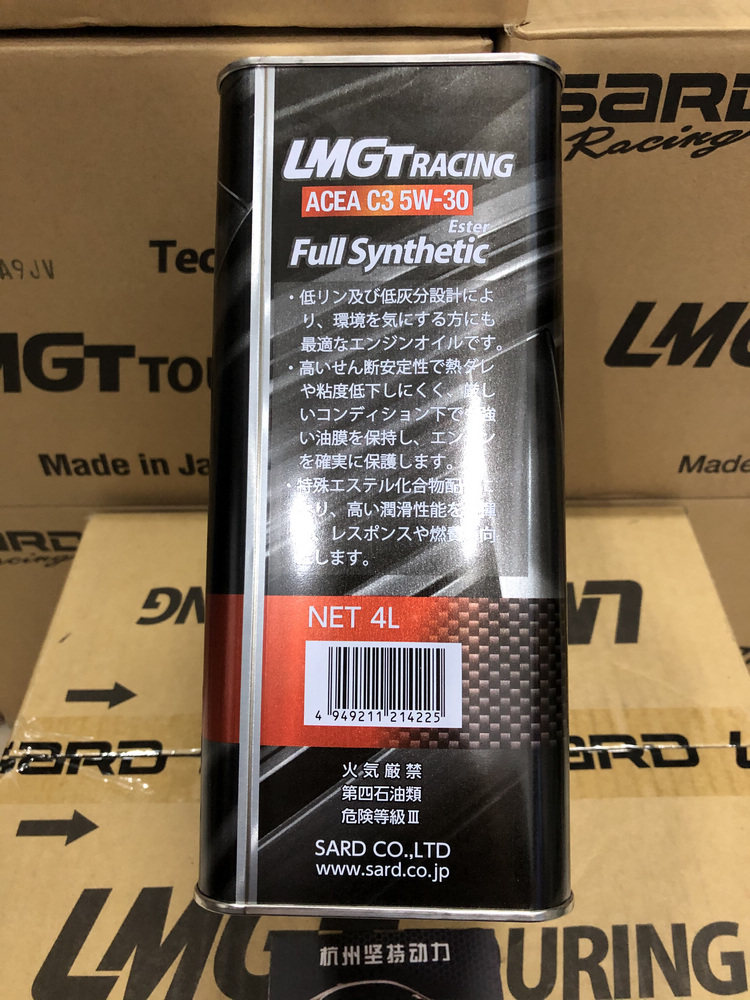 SARD
Racing
Tec
LMGT TOU
Made in Ja
LM
Made
LMGT RACING
ACEA C3 5W-30
Ester
Full Synthetic
・低リン及び低灰分設計によ
り、環境を気にする方にも
最適なエンジンオイルです。
・高いせん断安定性で熱ダレ
や粘度低下しにくく、厳し
いコンディション下で
い油膜を保持し、エンジン
を確実に保護します。
・特殊エステル化合物配
り、高い潤滑性能を
レスポンスや燃費 向
します。
NET 4L
4 949211 214225
火気厳禁
第四石油類
危険等級Ⅲ
SARD CO.,LTD
www.sard.co.jp
SARD
LMGT TOURING
杭州坚持动力